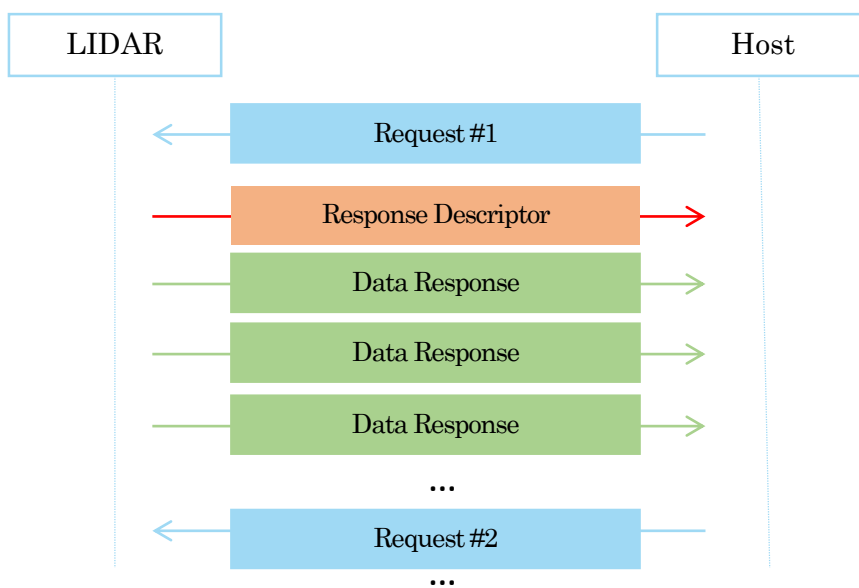 LIDAR
Host
Request #1
Response Descriptor
Data Response
Data Response
Data Response
...
Request #2
...